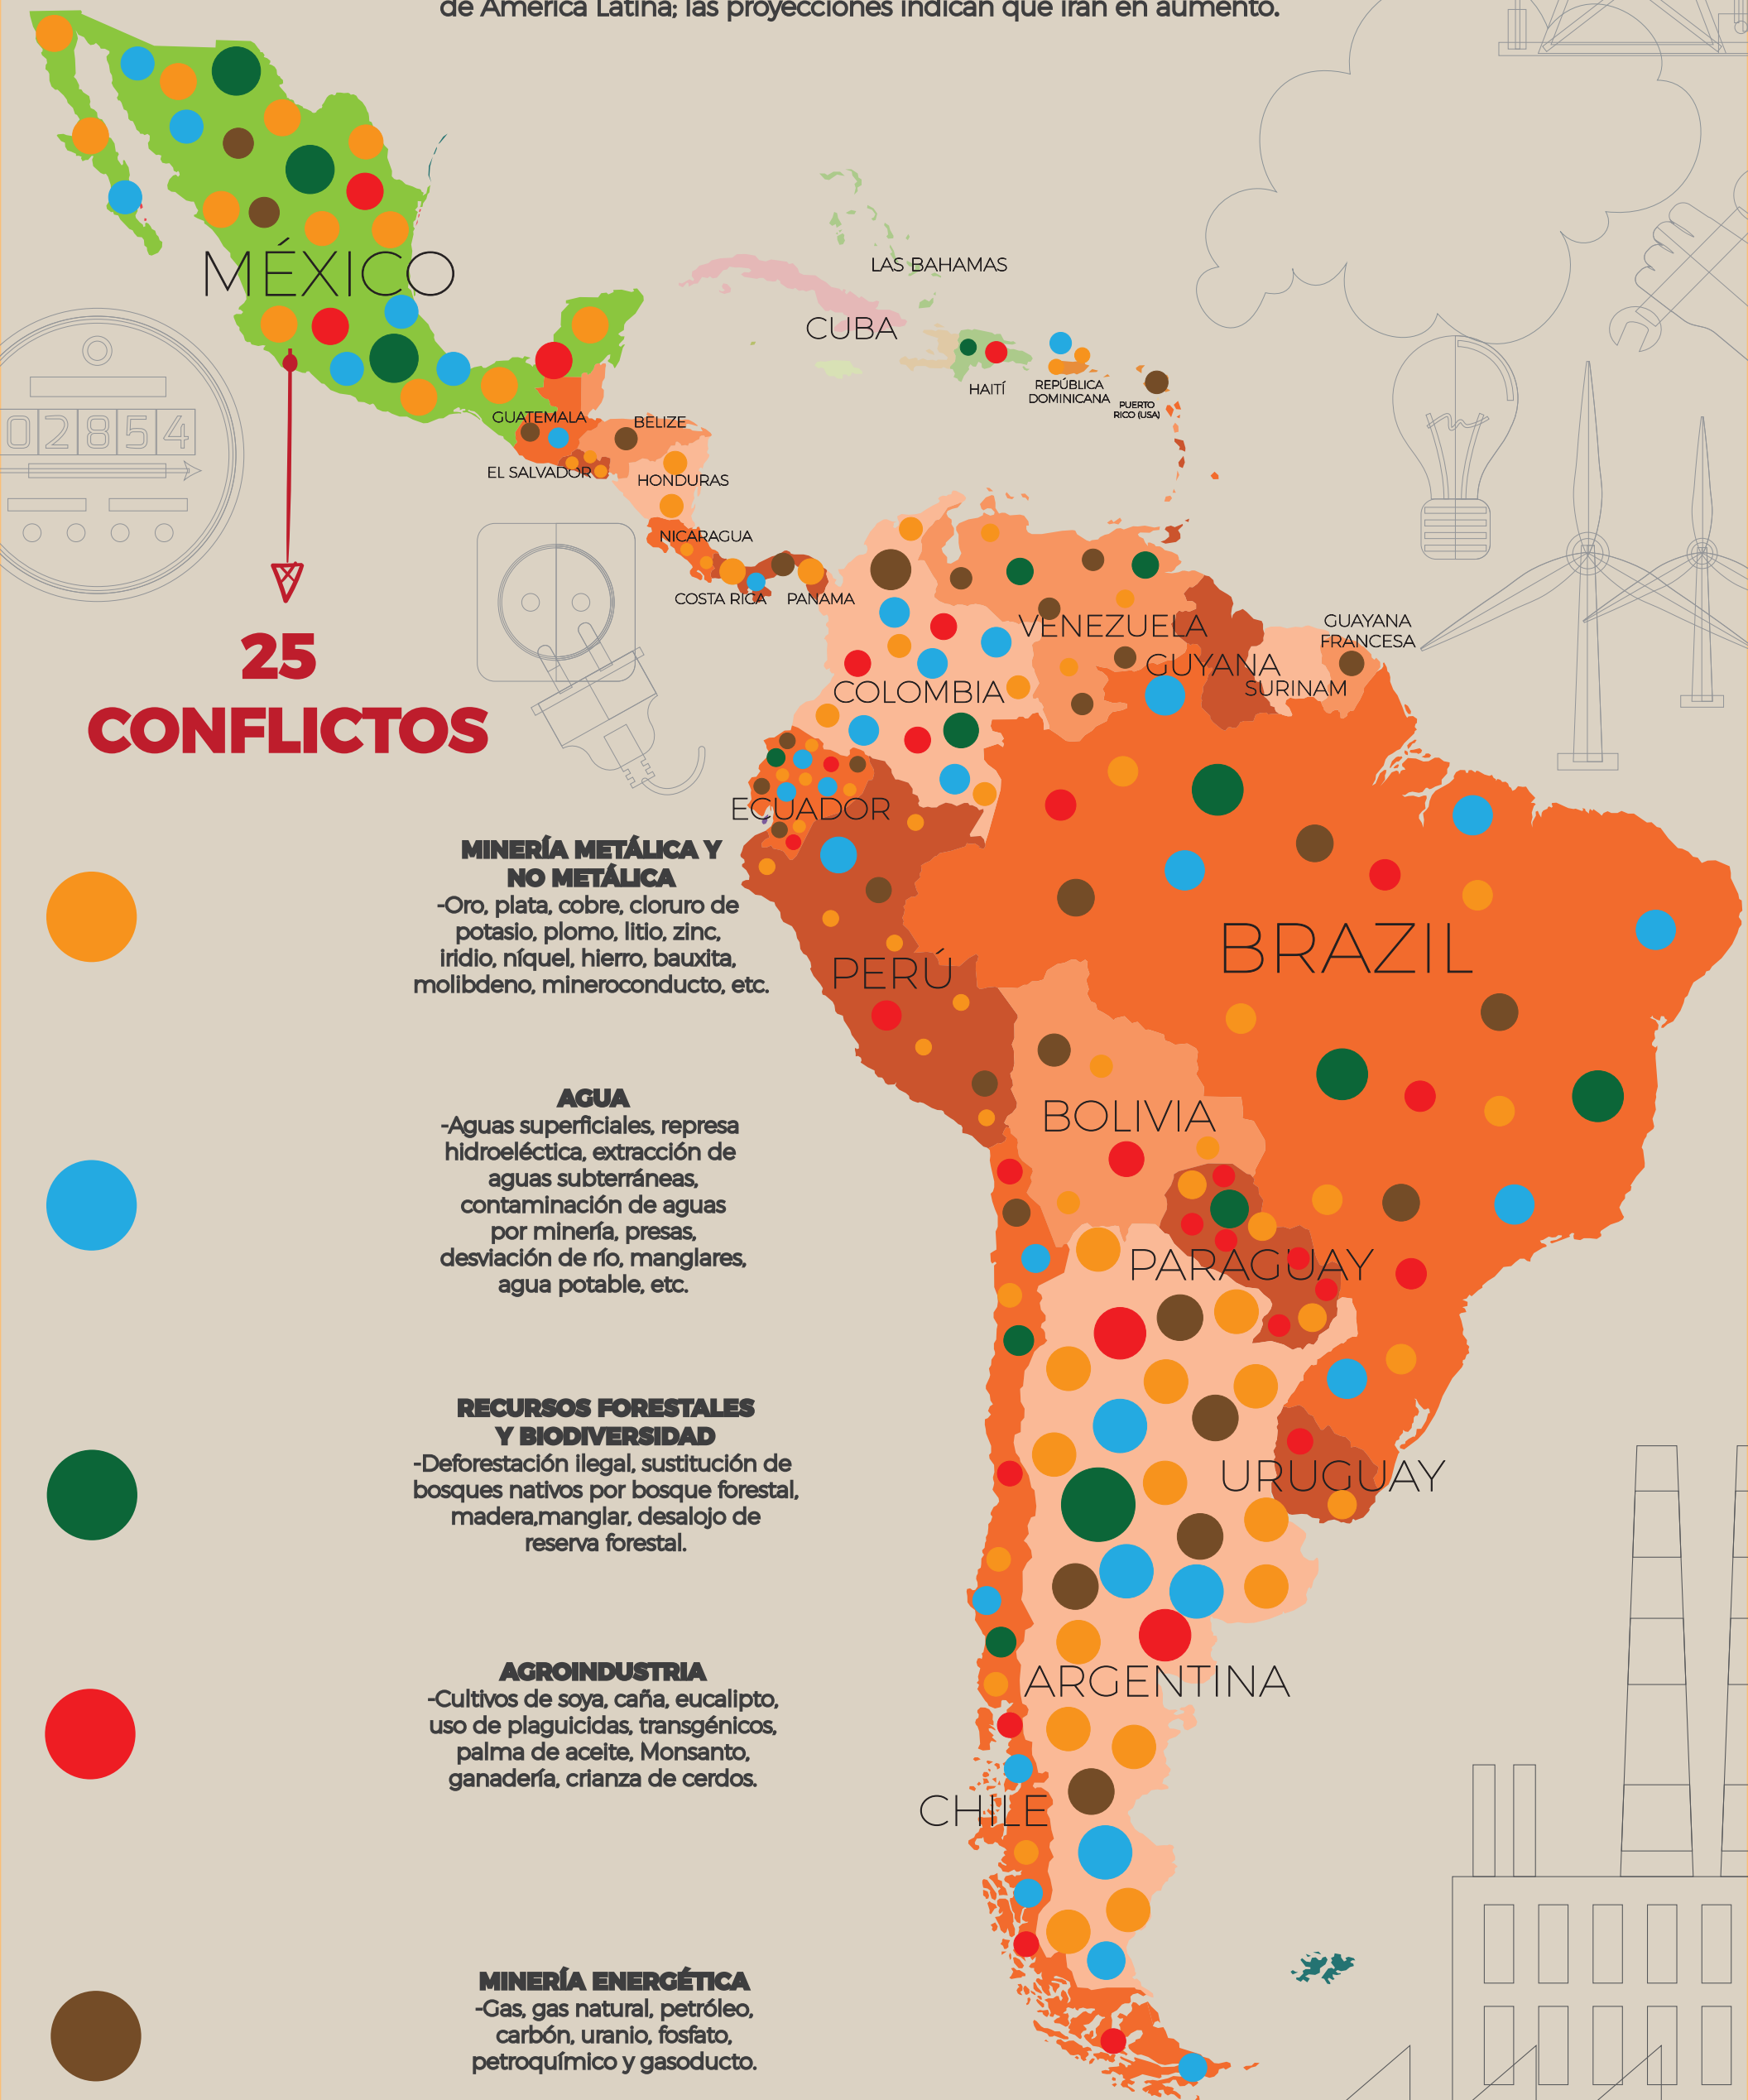 de América Latina; las proyecciones indican que irán en aumento.
MÉXICO
LAS BAHAMAS
CUBA
HAITÍ
REPÚBLICA
DOMINICANA
PUERTO
RICO (USA)
02854
GUATEMALA
BELIZE
EL SALVADOR
HONDURAS
NICARAGUA
COSTA RICA
PANAMA
25
CONFLICTOS
VENEZUELA
GUYANA
SURINAM
GUAYANA
FRANCESA
COLOMBIA
ECUADOR
PERÚ
BRAZIL
BOLIVIA
PARAGUAY
URUGUAY
ARGENTINA
CHILE
MINERÍA METÁLICA Y
NO METÁLICA
-Oro, plata, cobre, cloruro de
potasio, plomo, litio, zinc,
iridio, níquel, hierro, bauxita,
molibdeno, mineroconducto, etc.
AGUA
-Aguas superficiales, represa
hidroeléctica, extracción de
aguas subterráneas,
contaminación de aguas
por minería, presas,
desviación de río, manglares,
agua potable, etc.
RECURSOS FORESTALES
Y BIODIVERSIDAD
-Deforestación ilegal, sustitución de
bosques nativos por bosque forestal,
madera,manglar, desalojo de
reserva forestal.
AGROINDUSTRIA
-Cultivos de soya, caña, eucalipto,
uso de plaguicidas, transgénicos,
palma de aceite, Monsanto,
ganadería, crianza de cerdos.
MINERÍA ENERGÉTICA
-Gas, gas natural, petróleo,
carbón, uranio, fosfato,
petroquímico y gasoducto.